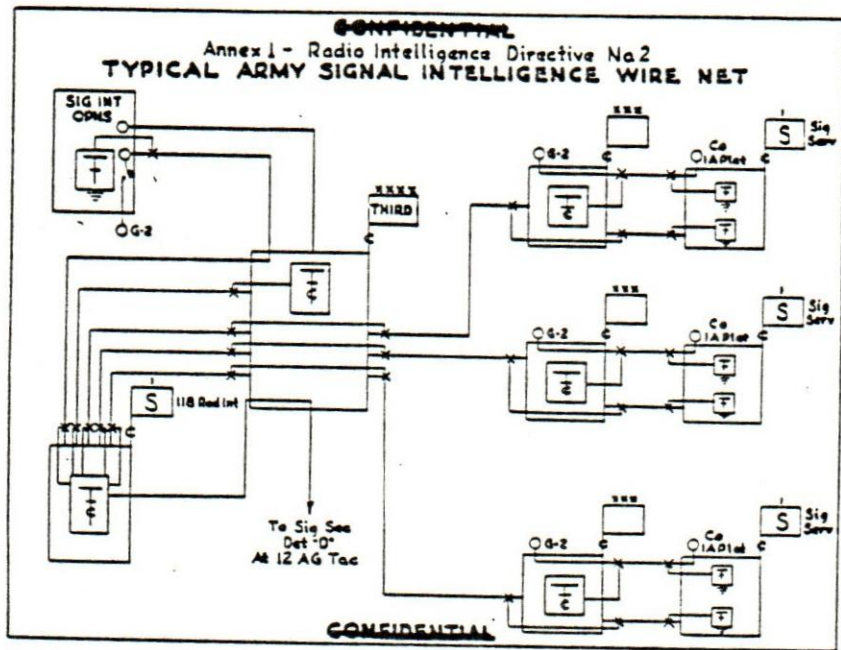 CONFIDENTIAL
Annex 1 - Radio Intelligence Directive No 2
TYPICAL ARMY SIGNAL INTELLIGENCE WIRE NET
SIG INT
OPNS
G-2
XXXX
THIRD
C
I
S
118 Rad Int
C
To Sig Sec
Det "D"
At 12 AG Tac
XXX
G-2
C
Co
IA Plat
C
I
S
Sig
Serv
XXX
G-2
C
Co
IA Plat
C
I
S
Sig
Serv
XXX
G-2
C
Co
IA Plat
C
I
S
Sig
Serv
CONFIDENTIAL